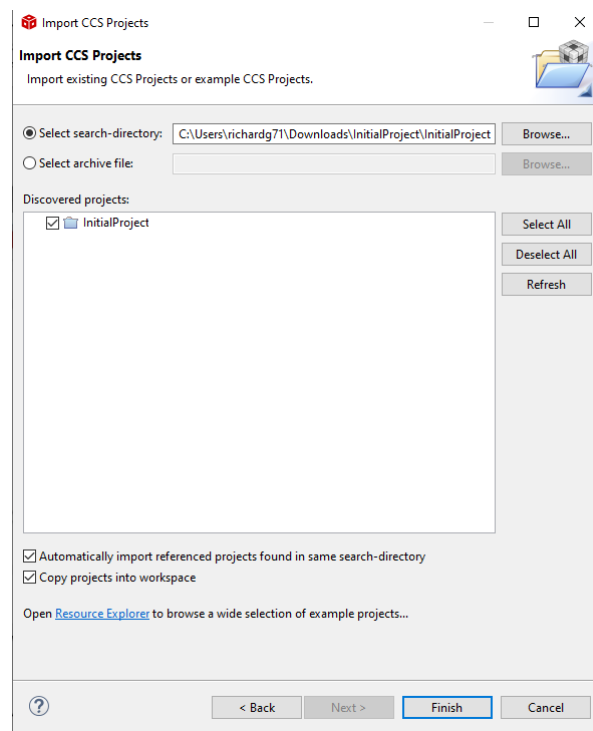 Import CCS Projects
Import CCS Projects
Import existing CCS Projects or example CCS Projects.
Select search-directory: C:\Users\richardg71\Downloads\InitialProject\InitialProject Browse...
Select archive file: Browse...
Discovered projects:
InitialProject
Select All
Deselect All
Refresh
Automatically import referenced projects found in same search-directory
Copy projects into workspace
Open Resource Explorer to browse a wide selection of example projects...
? < Back Next > Finish Cancel